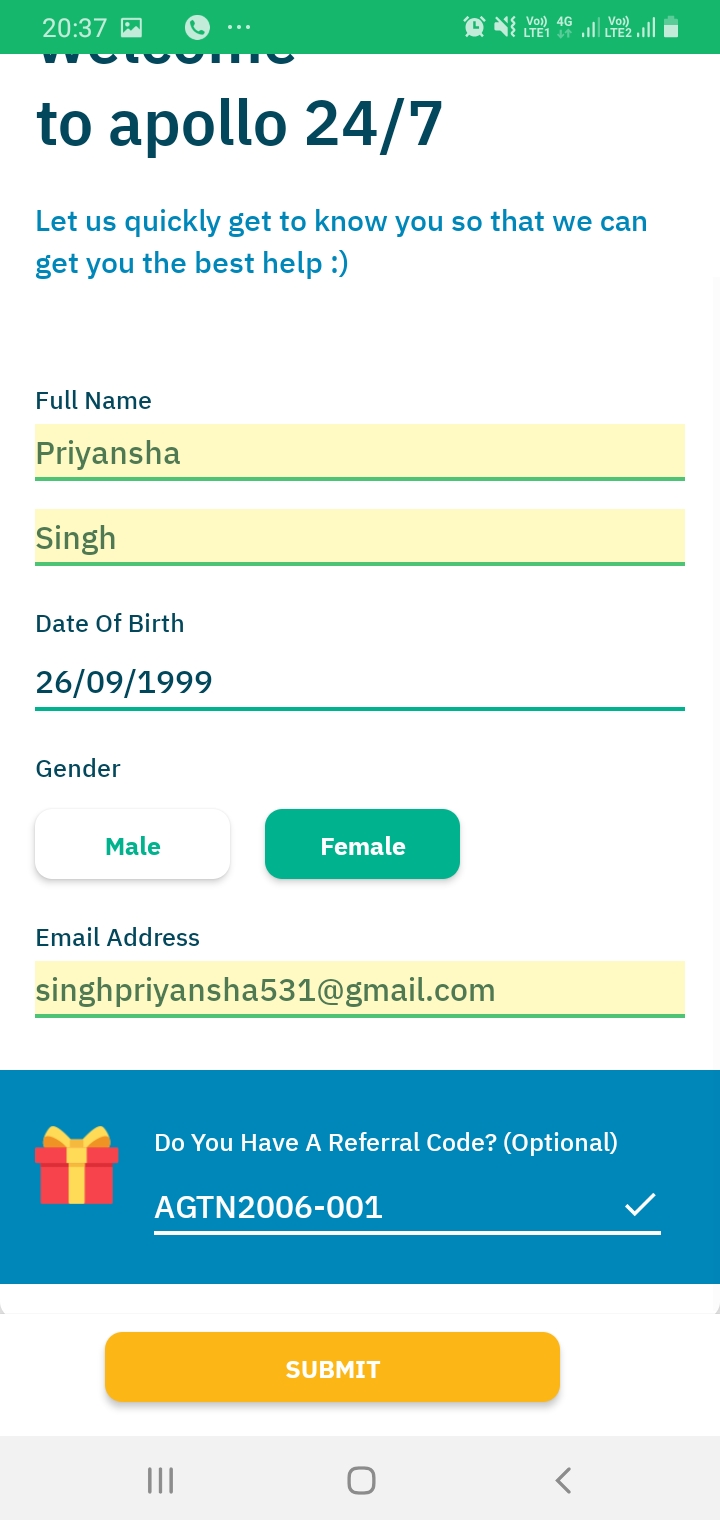 20:37
Vo)) LTE1 4G Vo)) LTE2
welcome
to apollo 24/7
Let us quickly get to know you so that we can
get you the best help :)
Full Name
Priyansha
Singh
Date Of Birth
26/09/1999
Gender
Male Female
Email Address
singhpriyansha531@gmail.com
Do You Have A Referral Code? (Optional)
AGTN2006-001
SUBMIT